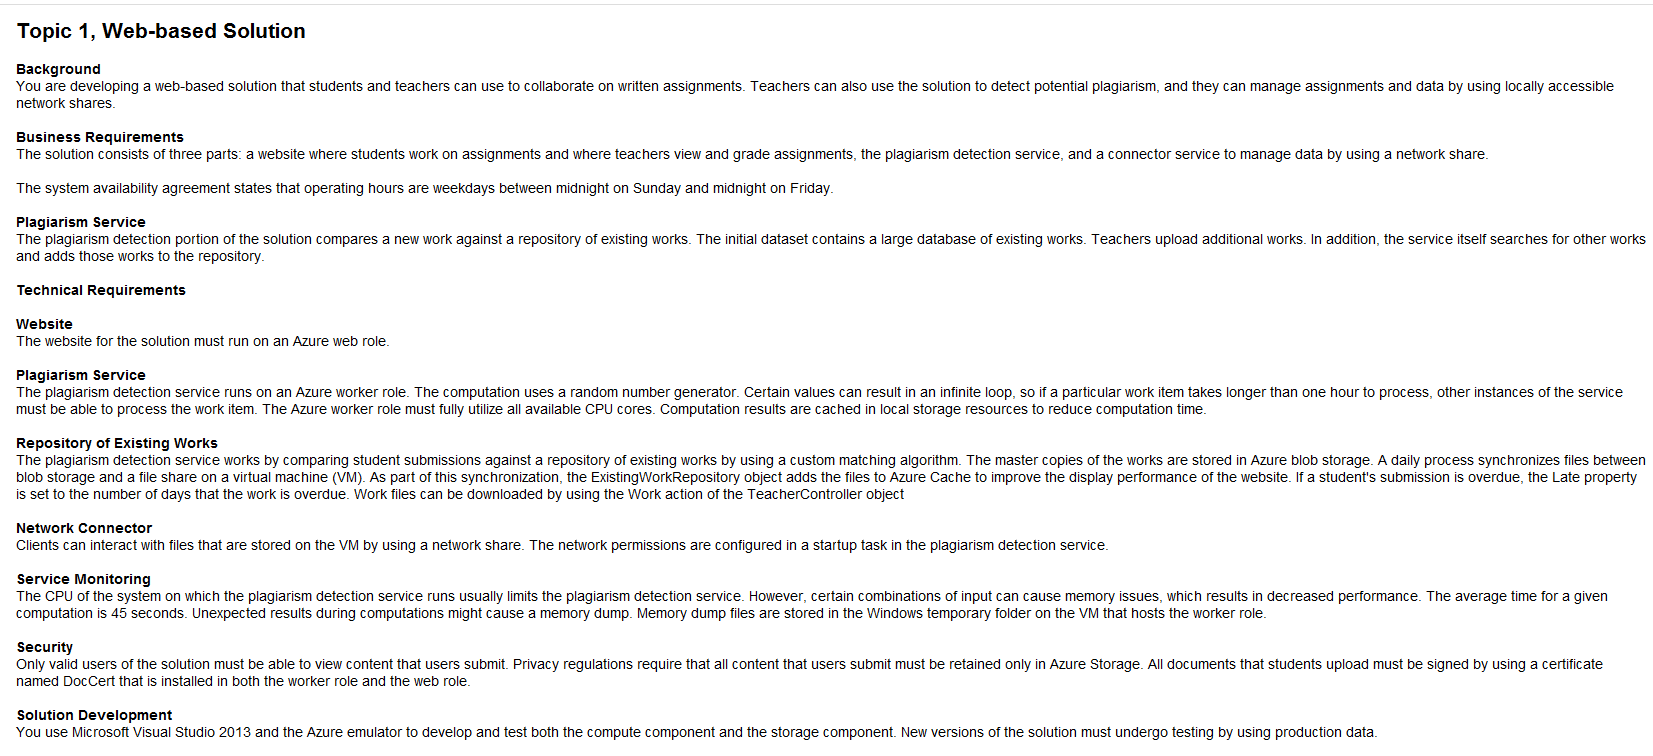 Topic 1, Web-based Solution
Background
You are developing a web-based solution that students and teachers can use to collaborate on written assignments. Teachers can also use the solution to detect potential plagiarism, and they can manage assignments and data by using locally accessible
network shares.
Business Requirements
The solution consists of three parts: a website where students work on assignments and where teachers view and grade assignments, the plagiarism detection service, and a connector service to manage data by using a network share.
The system availability agreement states that operating hours are weekdays between midnight on Sunday and midnight on Friday.
Plagiarism Service
The plagiarism detection portion of the solution compares a new work against a repository of existing works. The initial dataset contains a large database of existing works. Teachers upload additional works. In addition, the service itself searches for other works
and adds those works to the repository.
Technical Requirements
Website
The website for the solution must run on an Azure web role.
Plagiarism Service
The plagiarism detection service runs on an Azure worker role. The computation uses a random number generator. Certain values can result in an infinite loop, so if a particular work item takes longer than one hour to process, other instances of the service
must be able to process the work item. The Azure worker role must fully utilize all available CPU cores. Computation results are cached in local storage resources to reduce computation time.
Repository of Existing Works
The plagiarism detection service works by comparing student submissions against a repository of existing works by using a custom matching algorithm. The master copies of the works are stored in Azure blob storage. A daily process synchronizes files between
blob storage and a file share on a virtual machine (VM). As part of this synchronization, the ExistingWorkRepository object adds the files to Azure Cache to improve the display performance of the website. If a student's submission is overdue, the Late property
is set to the number of days that the work is overdue. Work files can be downloaded by using the Work action of the TeacherController object
Network Connector
Clients can interact with files that are stored on the VM by using a network share. The network permissions are configured in a startup task in the plagiarism detection service.
Service Monitoring
The CPU of the system on which the plagiarism detection service runs usually limits the plagiarism detection service. However, certain combinations of input can cause memory issues, which results in decreased performance. The average time for a given
computation is 45 seconds. Unexpected results during computations might cause a memory dump. Memory dump files are stored in the Windows temporary folder on the VM that hosts the worker role.
Security
Only valid users of the solution must be able to view content that users submit. Privacy regulations require that all content that users submit must be retained only in Azure Storage. All documents that students upload must be signed by using a certificate
named DocCert that is installed in both the worker role and the web role.
Solution Development
You use Microsoft Visual Studio 2013 and the Azure emulator to develop and test both the compute component and the storage component. New versions of the solution must undergo testing by using production data.